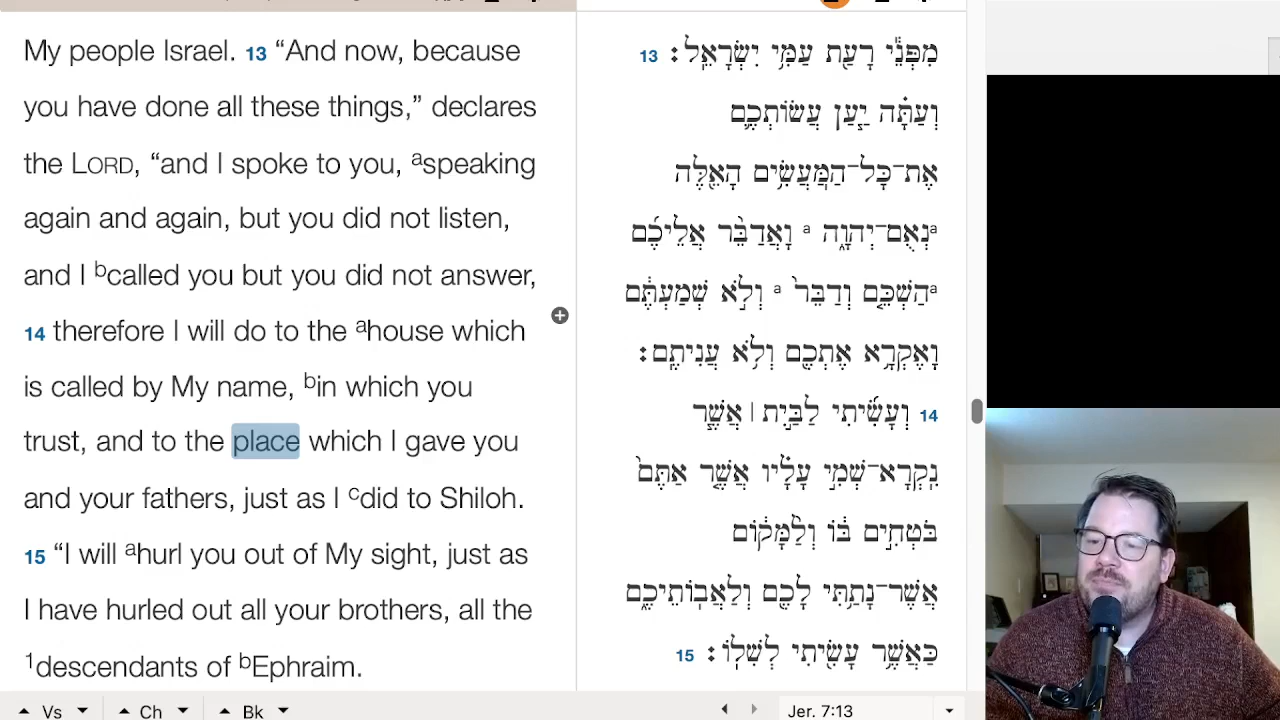 My people Israel. 13 “And now, because
you have done all these things,” declares
the LORD, “and I spoke to you, aspeaking
again and again, but you did not listen,
and I bcalled you but you did not answer,
14 therefore I will do to the ahouse which
is called by My name, bin which you
trust, and to the place which I gave you
and your fathers, just as I cdid to Shiloh.
15 “I will ahurl you out of My sight, just as
I have hurled out all your brothers, all the
1descendants of bEphraim.
מִפְּנֵ֕י רָעַ֖ת עַמִּ֥י יִשְׂרָאֵֽל׃ 13
וְעַתָּ֗ה יַ֧עַן עֲשׂוֹתְכֶ֛ם
אֶת־כָּל־הַמַּֽעֲשִׂ֥ים הָאֵ֖לֶּה
aנְאֻם־יְהוָ֑ה a וָאֲדַבֵּ֨ר אֲלֵיכֶ֜ם
aהַשְׁכֵּ֤ם וְדַבֵּר֙ a וְלֹ֣א שְׁמַעְתֶּ֔ם
וָאֶקְרָ֥א אֶתְכֶ֖ם וְלֹ֥א עֲנִיתֶֽם׃
14 וְעָשִׂ֜יתִי לַבַּ֣יִת ׀ אֲשֶׁ֧ר
נִֽקְרָא־שְׁמִ֣י עָלָ֗יו אֲשֶׁ֤ר אַתֶּם֙
בֹּטְחִ֣ים בּ֔וֹ וְלַ֨מָּק֔וֹם
אֲשֶׁר־נָתַ֥תִּי לָכֶ֖ם וְלַאֲבֽוֹתֵיכֶ֑ם
כַּאֲשֶׁ֥ר עָשִׂ֖יתִי לְשִׁלֽוֹ׃ 15
Vs Ch Bk
Jer. 7:13